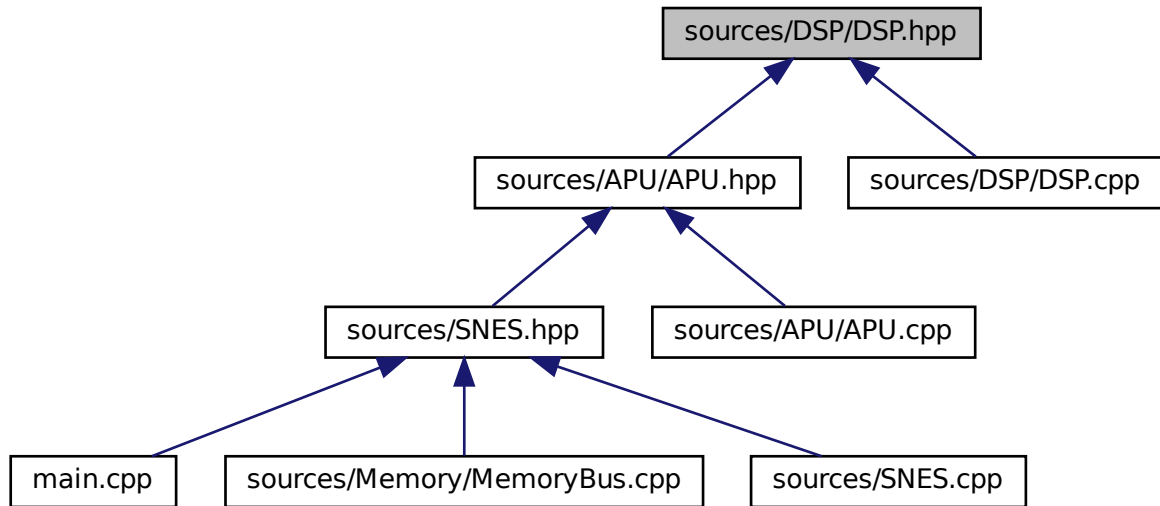 sources/DSP/DSP.hpp
sources/APU/APU.hpp
sources/DSP/DSP.cpp
sources/SNES.hpp
sources/APU/APU.cpp
main.cpp
sources/Memory/MemoryBus.cpp
sources/SNES.cpp